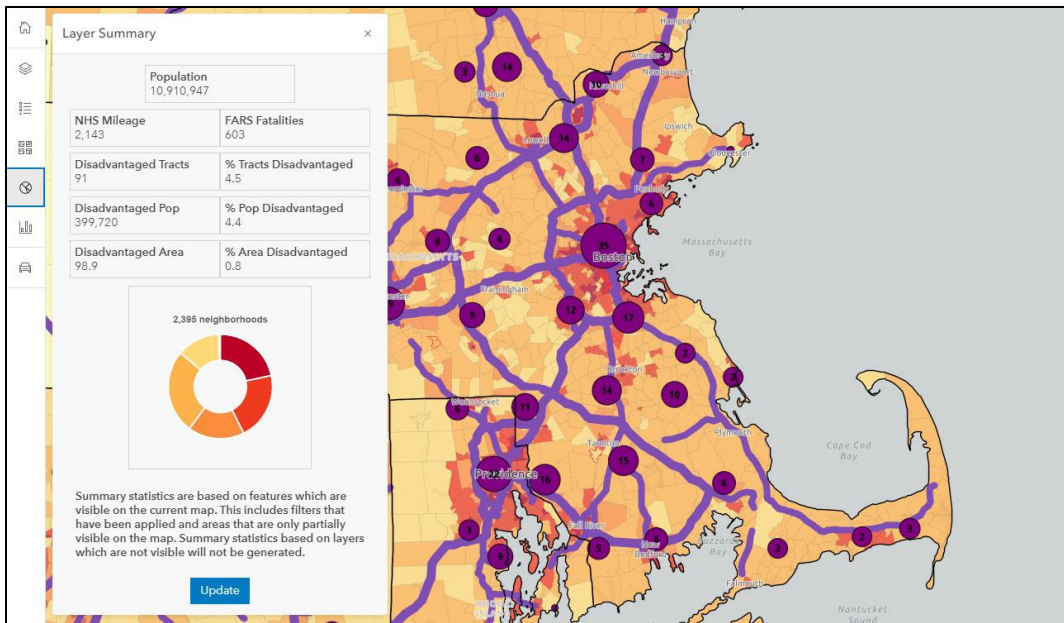 Layer Summary
×
Population
10,910,947
NHS Mileage
2,143
FARS Fatalities
603
Disadvantaged Tracts
91
% Tracts Disadvantaged
4.5
Disadvantaged Pop
399,720
% Pop Disadvantaged
4.4
Disadvantaged Area
98.9
% Area Disadvantaged
0.8
2,395 neighborhoods
Summary statistics are based on features which are
visible on the current map. This includes filters that
have been applied and areas that are only partially
visible on the map. Summary statistics based on layers
which are not visible will not be generated.
Update
Hampton
Newburyport
3
14
10
Nashua
Ipswich
Lowell
14
6
7
Gloucester
6
Peabody
6
8
4
35
Boston
Massachusetts
Bay
Framingham
9
12
17
2
Brockton
14
10
2
Woonsocket
6
11
Plymouth
Cape Cod
Bay
Taunton
15
Providence
22
16
6
3
Fall River
5
6
New
Bedford
Buzzards
Bay
2
2
3
9
Falmouth
Nantucket
Sound